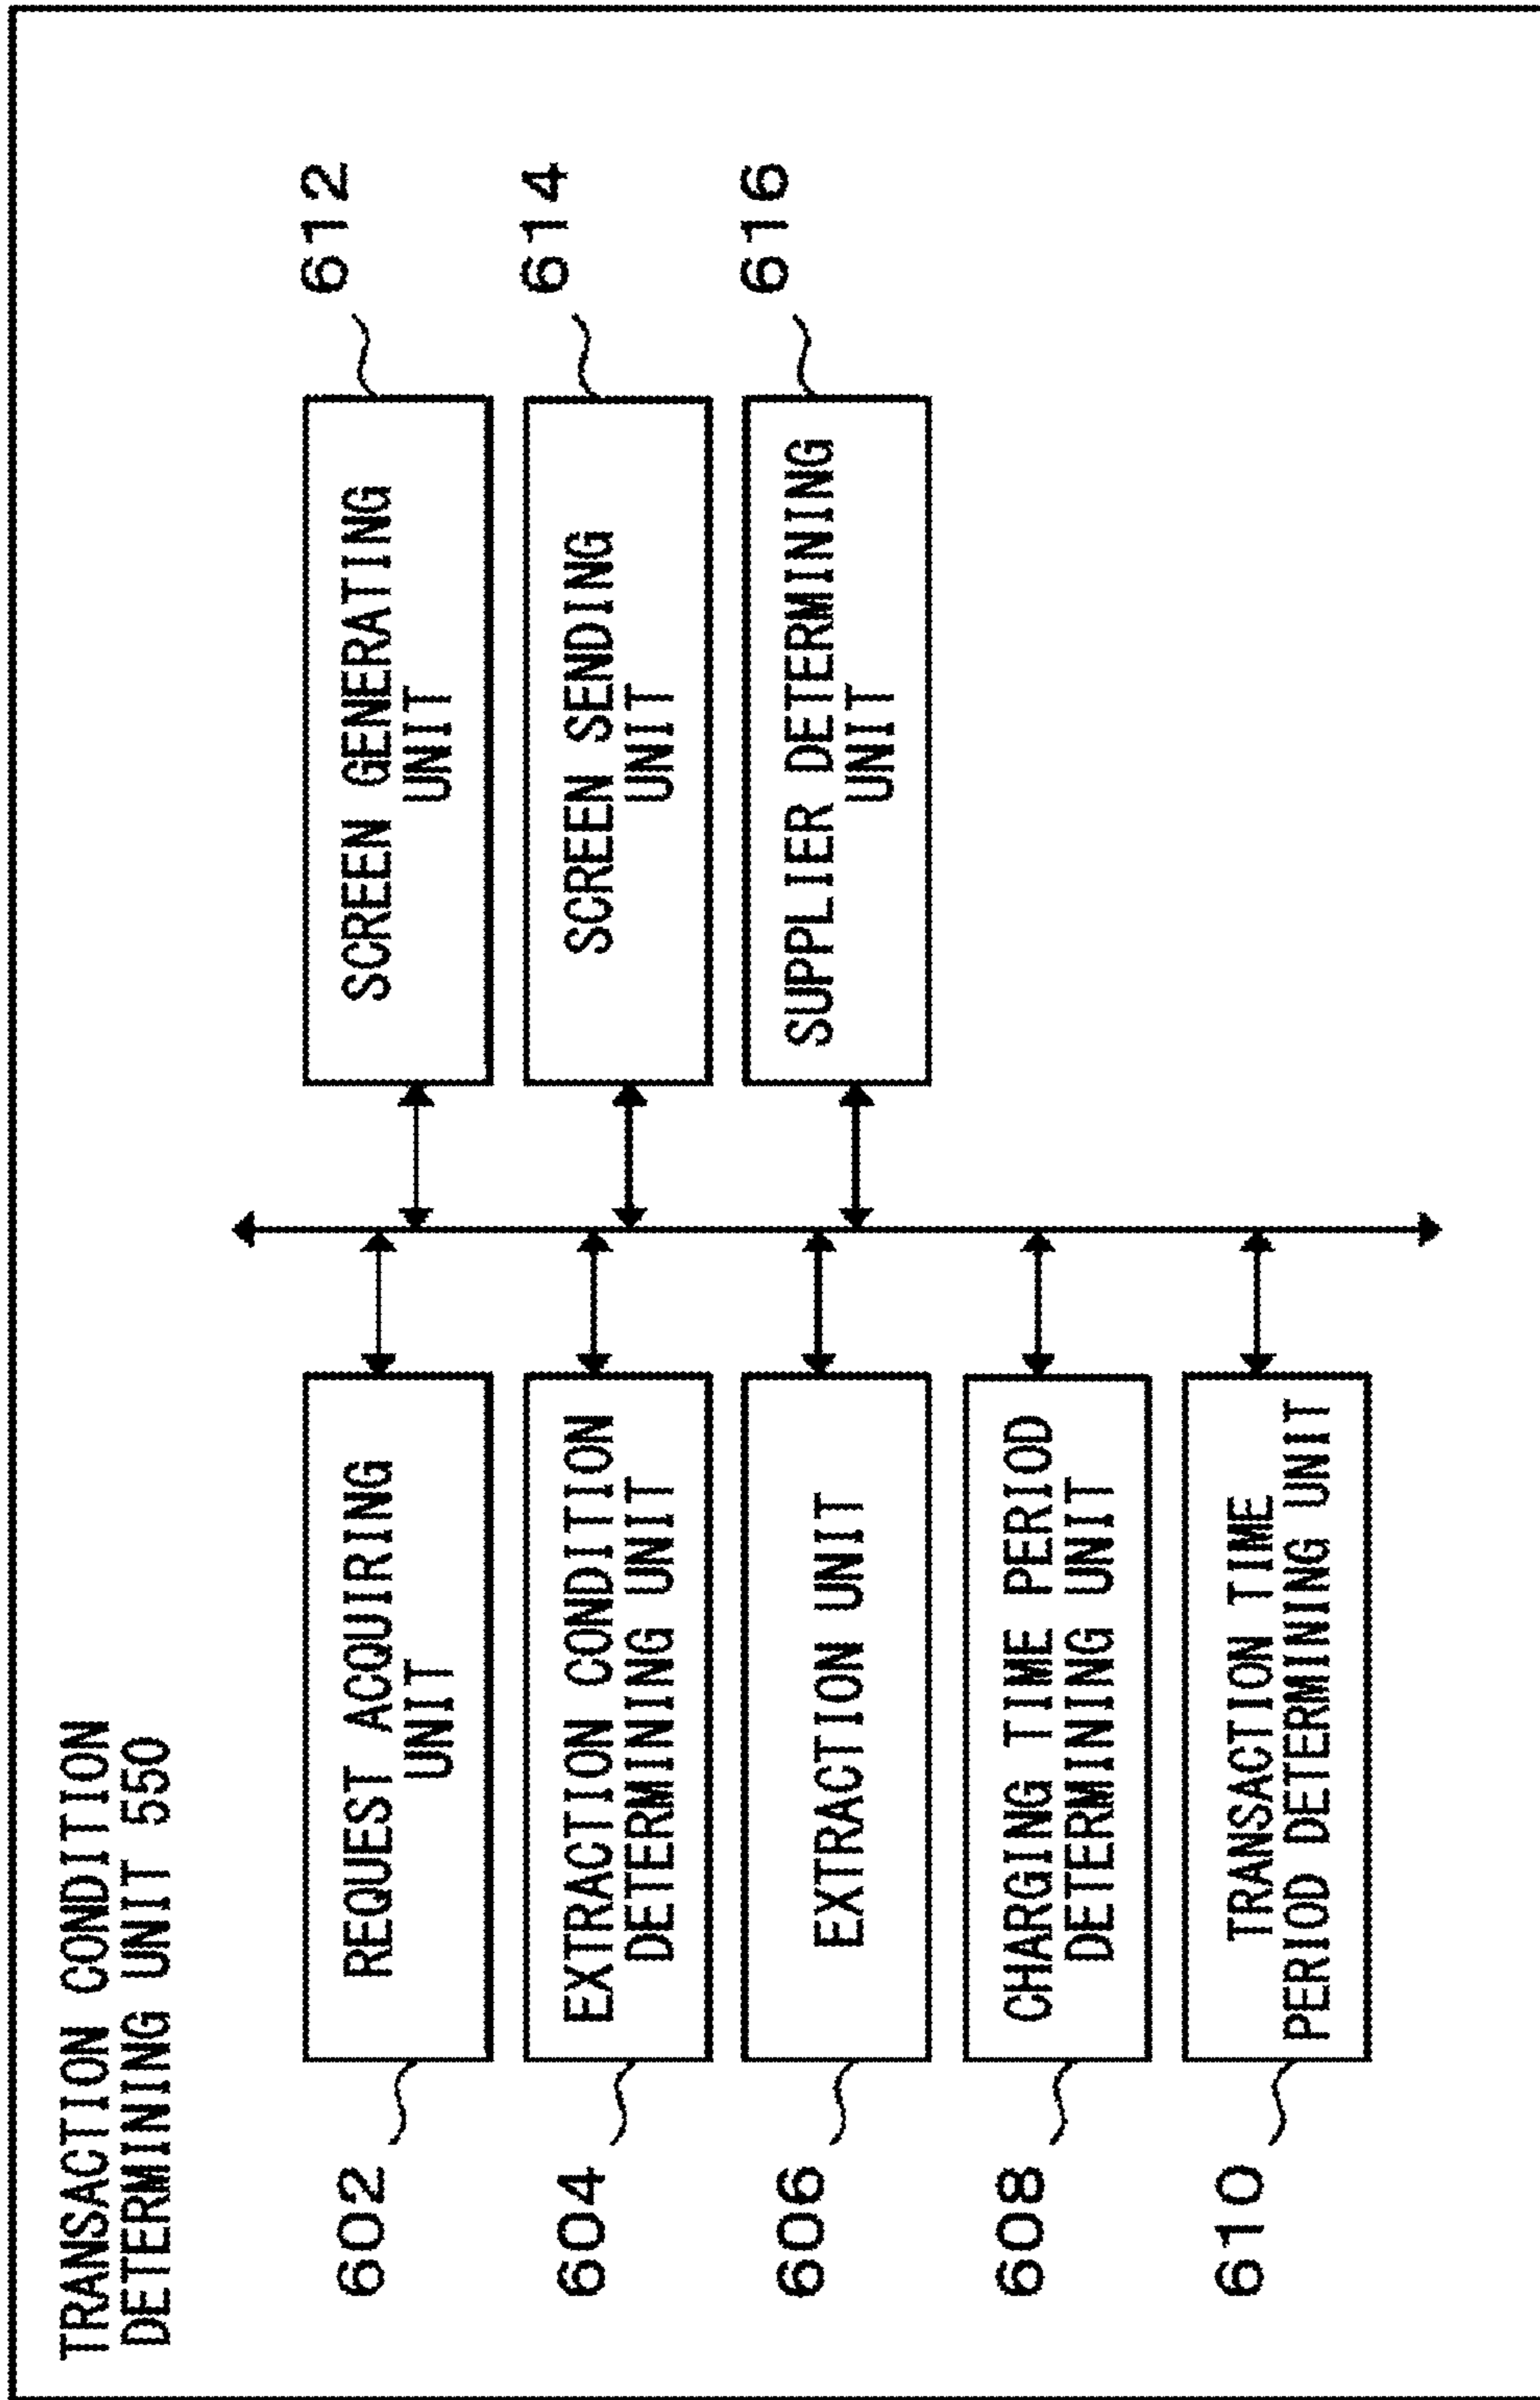 TRANSACTION CONDITION
DETERMINING UNIT 550
602
REQUEST ACQUIRING
UNIT
604
EXTRACTION CONDITION
DETERMINING UNIT
606
EXTRACTION UNIT
608
CHARGING TIME PERIOD
DETERMINING UNIT
610
TRANSACTION TIME
PERIOD DETERMINING UNIT
SCREEN GENERATING
UNIT
612
SCREEN SENDING
UNIT
614
SUPPLIER DETERMINING
UNIT
616